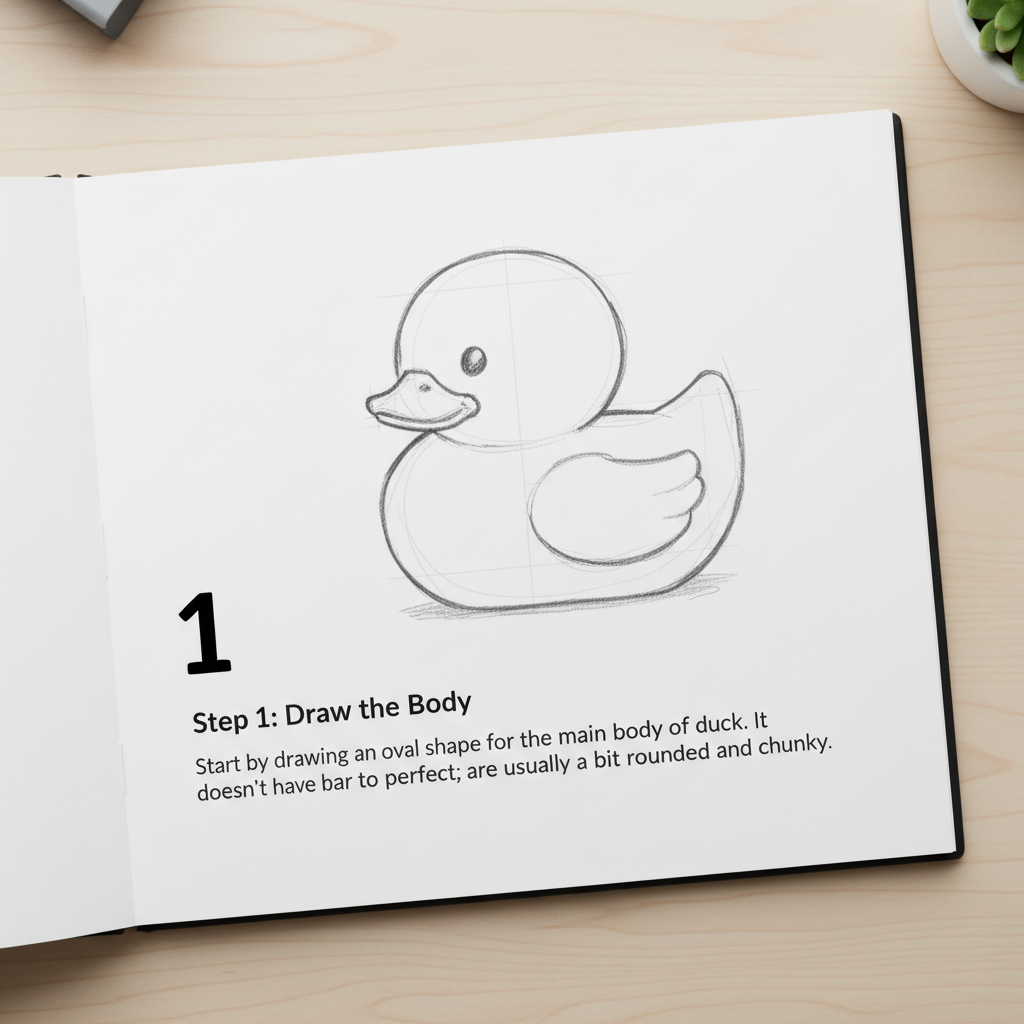 1
Step 1: Draw the Body
Start by drawing an oval shape for the main body of duck. It
doesn't have bar to perfect; are usually a bit rounded and chunky.